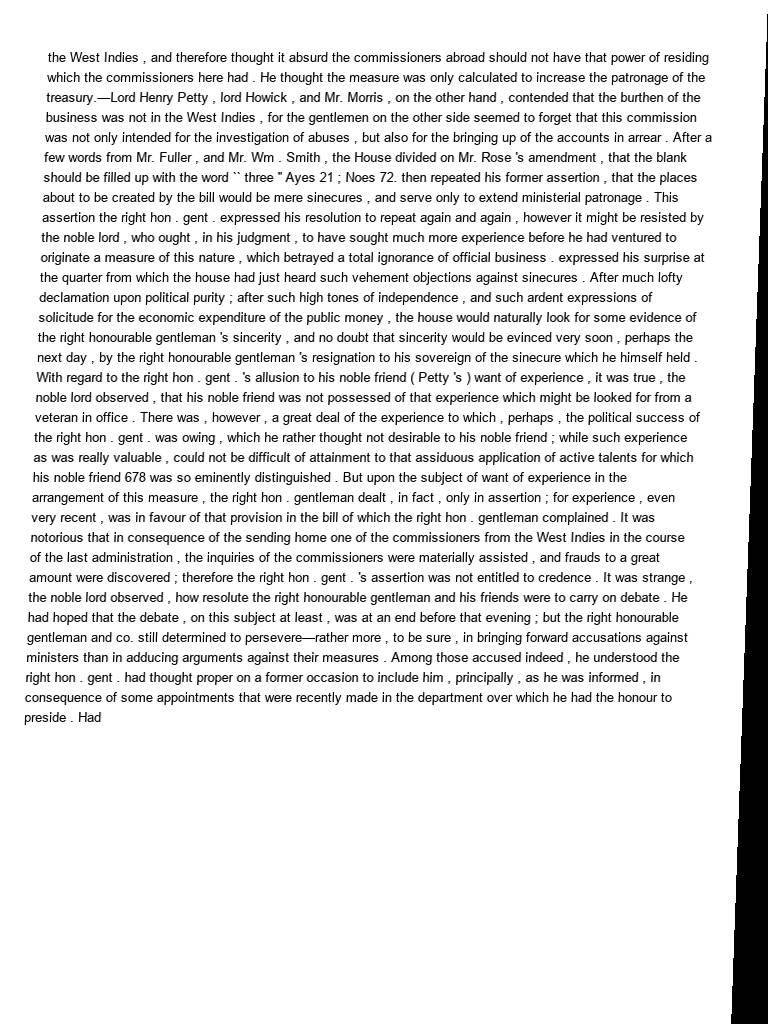 the West Indies , and therefore thought it absurd the commissioners abroad should not have that power of residing
which the commissioners here had . He thought the measure was only calculated to increase the patronage of the
treasury.—Lord Henry Petty , lord Howick , and Mr. Morris , on the other hand , contended that the burthen of the
business was not in the West Indies , for the gentlemen on the other side seemed to forget that this commission
was not only intended for the investigation of abuses , but also for the bringing up of the accounts in arrear . After a
few words from Mr. Fuller , and Mr. Wm . Smith , the House divided on Mr. Rose 's amendment , that the blank
should be filled up with the word `` three '' Ayes 21 ; Noes 72. then repeated his former assertion , that the places
about to be created by the bill would be mere sinecures , and serve only to extend ministerial patronage . This
assertion the right hon . gent . expressed his resolution to repeat again and again , however it might be resisted by
the noble lord , who ought , in his judgment , to have sought much more experience before he had ventured to
originate a measure of this nature , which betrayed a total ignorance of official business . expressed his surprise at
the quarter from which the house had just heard such vehement objections against sinecures . After much lofty
declamation upon political purity ; after such high tones of independence , and such ardent expressions of
solicitude for the economic expenditure of the public money , the house would naturally look for some evidence of
the right honourable gentleman 's sincerity , and no doubt that sincerity would be evinced very soon , perhaps the
next day , by the right honourable gentleman 's resignation to his sovereign of the sinecure which he himself held .
With regard to the right hon . gent . 's allusion to his noble friend ( Petty 's ) want of experience , it was true , the
noble lord observed , that his noble friend was not possessed of that experience which might be looked for from a
veteran in office . There was , however , a great deal of the experience to which , perhaps , the political success of
the right hon . gent . was owing , which he rather thought not desirable to his noble friend ; while such experience
as was really valuable , could not be difficult of attainment to that assiduous application of active talents for which
his noble friend 678 was so eminently distinguished . But upon the subject of want of experience in the
arrangement of this measure , the right hon . gentleman dealt , in fact , only in assertion ; for experience , even
very recent , was in favour of that provision in the bill of which the right hon . gentleman complained . It was
notorious that in consequence of the sending home one of the commissioners from the West Indies in the course
of the last administration , the inquiries of the commissioners were materially assisted , and frauds to a great
amount were discovered ; therefore the right hon . gent . 's assertion was not entitled to credence . It was strange ,
the noble lord observed , how resolute the right honourable gentleman and his friends were to carry on debate . He
had hoped that the debate , on this subject at least , was at an end before that evening ; but the right honourable
gentleman and co. still determined to persevere—rather more , to be sure , in bringing forward accusations against
ministers than in adducing arguments against their measures . Among those accused indeed , he understood the
right hon . gent . had thought proper on a former occasion to include him , principally , as he was informed , in
consequence of some appointments that were recently made in the department over which he had the honour to
preside . Had